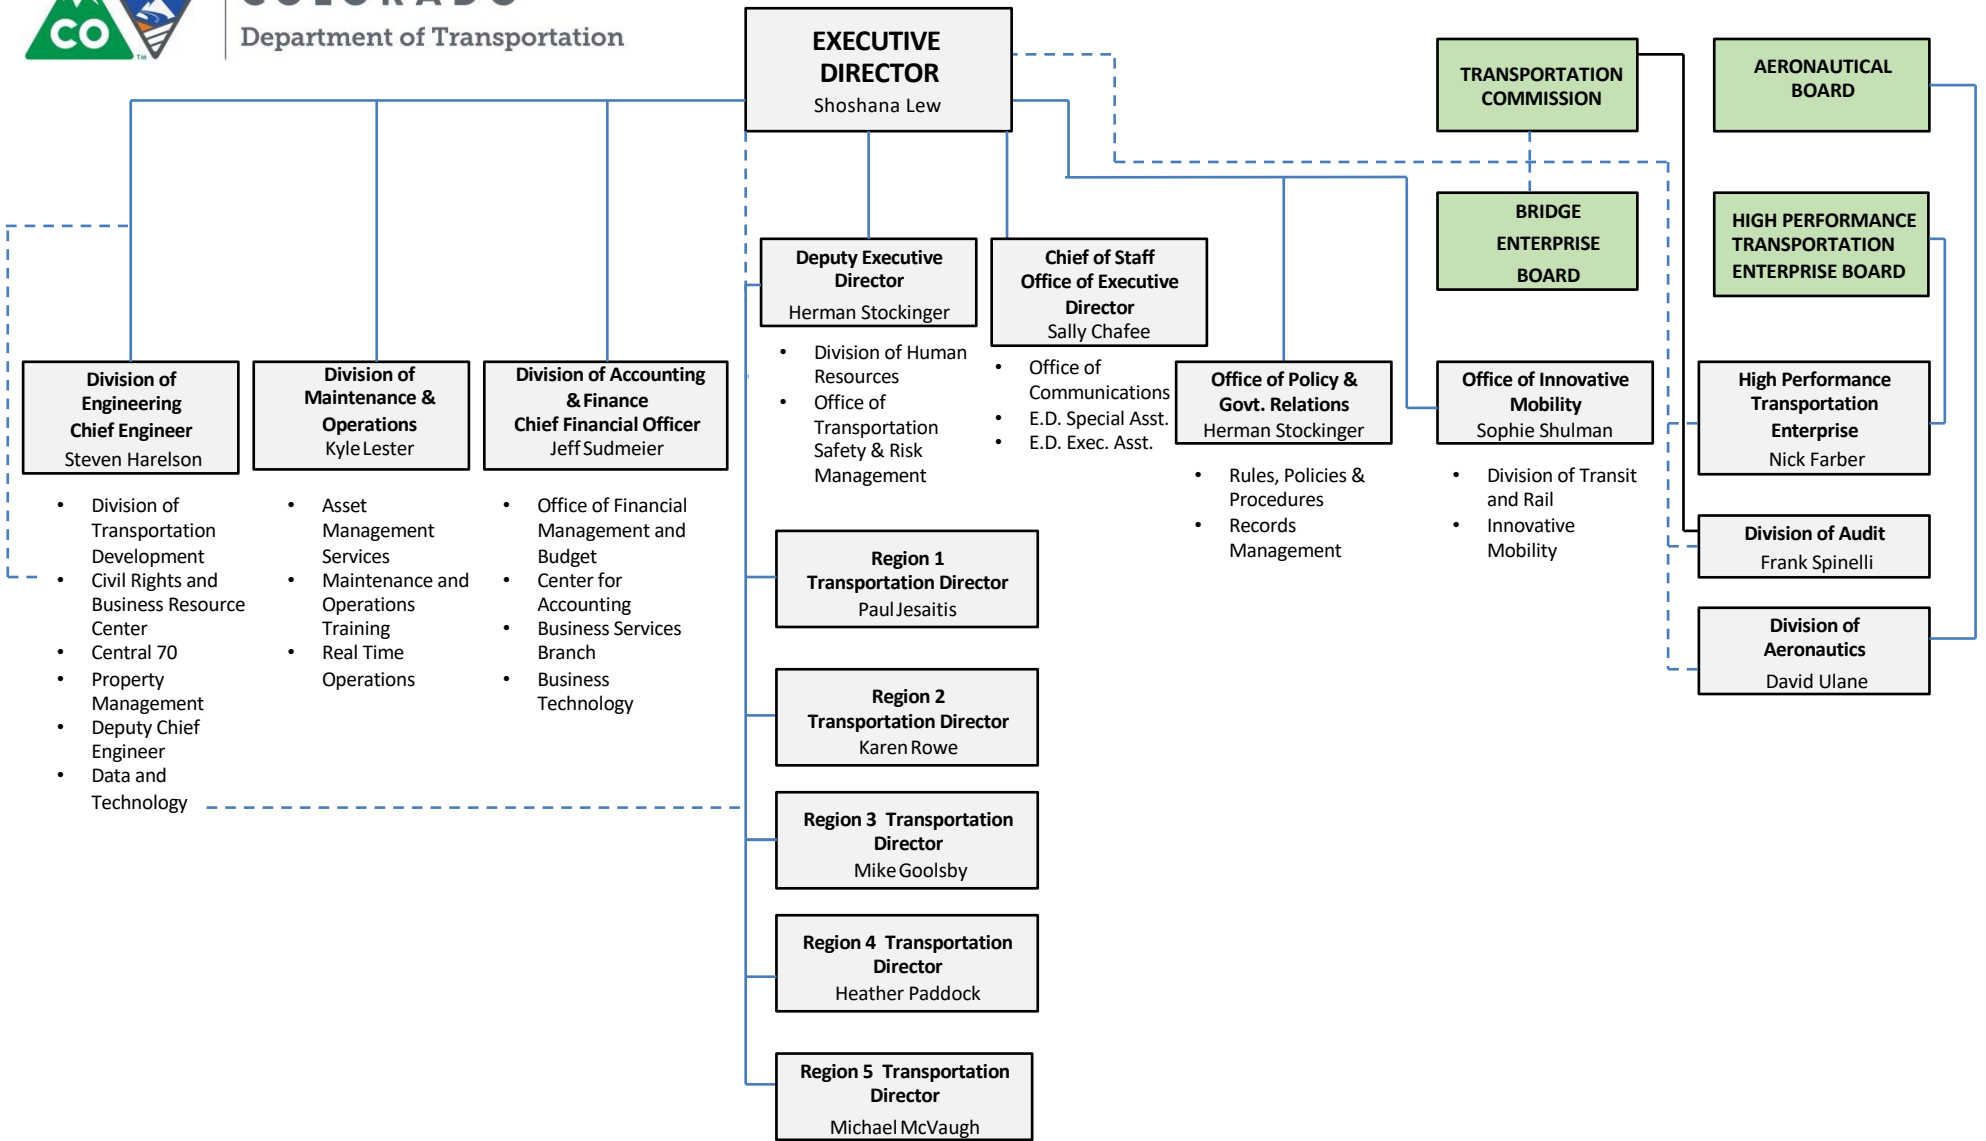 CO
TM
COLORADO
Department of Transportation
EXECUTIVE
DIRECTOR
Shoshana Lew
TRANSPORTATION
COMMISSION
AERONAUTICAL
BOARD
BRIDGE
ENTERPRISE
BOARD
HIGH PERFORMANCE
TRANSPORTATION
ENTERPRISE BOARD
Deputy Executive
Director
Herman Stockinger
• Division of Human
Resources
• Office of
Transportation
Safety & Risk
Management
Chief of Staff
Office of Executive
Director
Sally Chafee
• Office of
Communications
• E.D. Special Asst.
• E.D. Exec. Asst.
Division of
Engineering
Chief Engineer
Steven Harelson
• Division of
Transportation
Development
• Civil Rights and
Business Resource
Center
• Central 70
• Property
Management
• Deputy Chief
Engineer
• Data and
Technology
Division of
Maintenance &
Operations
Kyle Lester
• Asset
Management
Services
• Maintenance and
Operations
Training
• Real Time
Operations
Division of Accounting
& Finance
Chief Financial Officer
Jeff Sudmeier
• Office of Financial
Management and
Budget
• Center for
Accounting
• Business Services
Branch
• Business
Technology
Office of Policy &
Govt. Relations
Herman Stockinger
• Rules, Policies &
Procedures
• Records
Management
Office of Innovative
Mobility
Sophie Shulman
• Division of Transit
and Rail
• Innovative
Mobility
High Performance
Transportation
Enterprise
Nick Farber
Division of Audit
Frank Spinelli
Division of
Aeronautics
David Ulane
Region 1
Transportation Director
Paul Jesaitis
Region 2
Transportation Director
Karen Rowe
Region 3 Transportation
Director
Mike Goolsby
Region 4 Transportation
Director
Heather Paddock
Region 5 Transportation
Director
Michael McVaugh